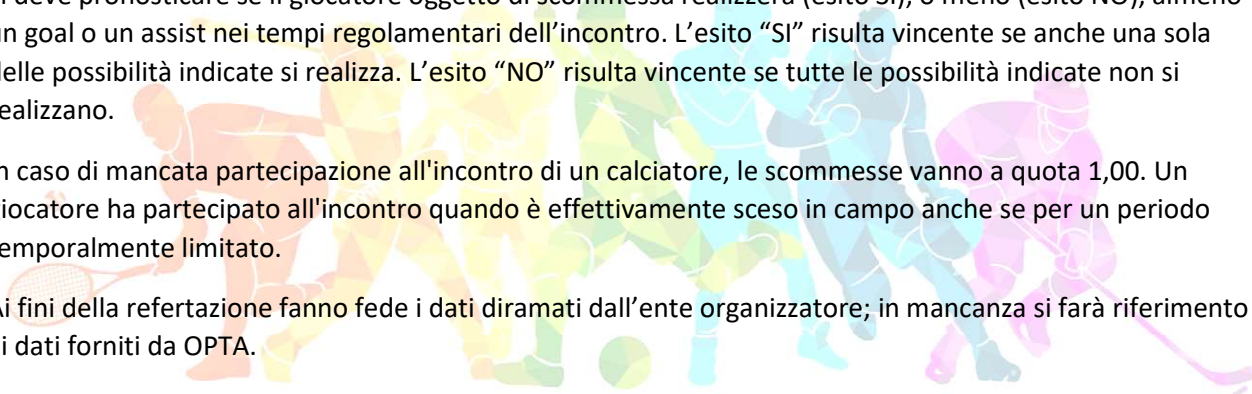 i deve pronosticare se il giocatore oggetto di scommessa realizzerà (esito SI), o meno (esito NO), almeno
un goal o un assist nei tempi regolamentari dell’incontro. L’esito “SI” risulta vincente se anche una sola
delle possibilità indicate si realizza. L’esito “NO” risulta vincente se tutte le possibilità indicate non si
ealizzano.
n caso di mancata partecipazione all'incontro di un calciatore, le scommesse vanno a quota 1,00. Un
iocatore ha partecipato all'incontro quando è effettivamente sceso in campo anche se per un periodo
emporalmente limitato.
Ai fini della refertazione fanno fede i dati diramati dall’ente organizzatore; in mancanza si farà riferimento
i dati forniti da OPTA.